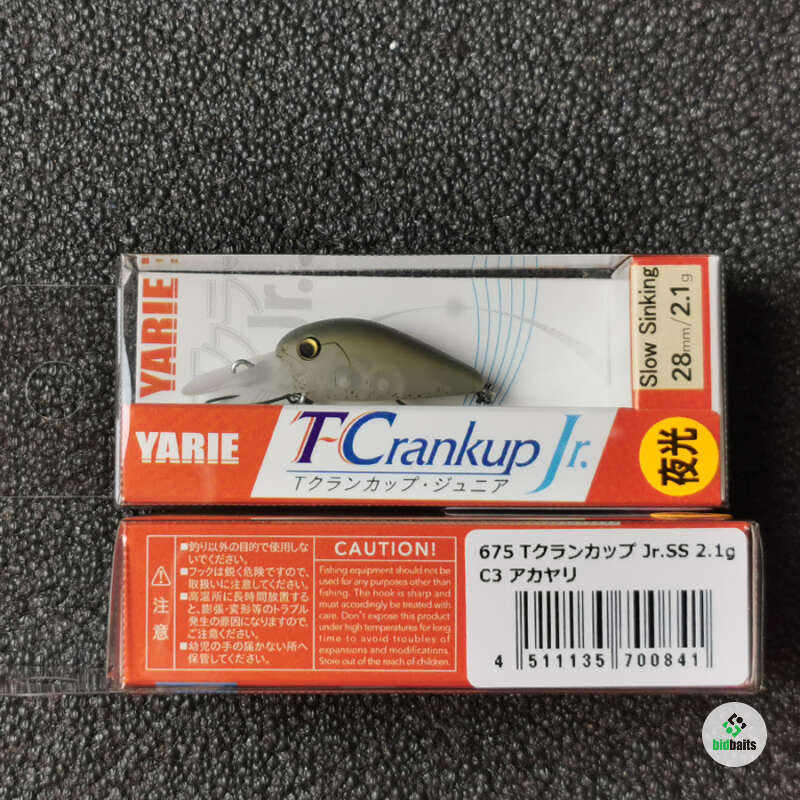 YARIE
Jr.
Slow Sinking
28mm/2.1g
YARIE
T-Crankup Jr.
Tクランカップ・ジュニア
夜光
注意
■釣り以外の目的で使用しないでください。
■フックは鋭く危険ですので、
取扱いに注意してください。
■高温所に長時間放置する
と、膨張・変形等のトラブル
発生の原因になりますので、
ご注意ください。
■幼児の手の届かない所へ
保管してください。
CAUTION!
Fishing equipment should not be
used for any purposes other than
fishing. The hook is sharp and
must accordingly be treated with
care. Don't expose this product
under high temperatures for long
time to avoid troubles of
expansions and modifications.
Store out of the reach of children.
675 Tクランカップ Jr.SS 2.1g
C3 アカヤリ
4 511135 700841
bidbaits